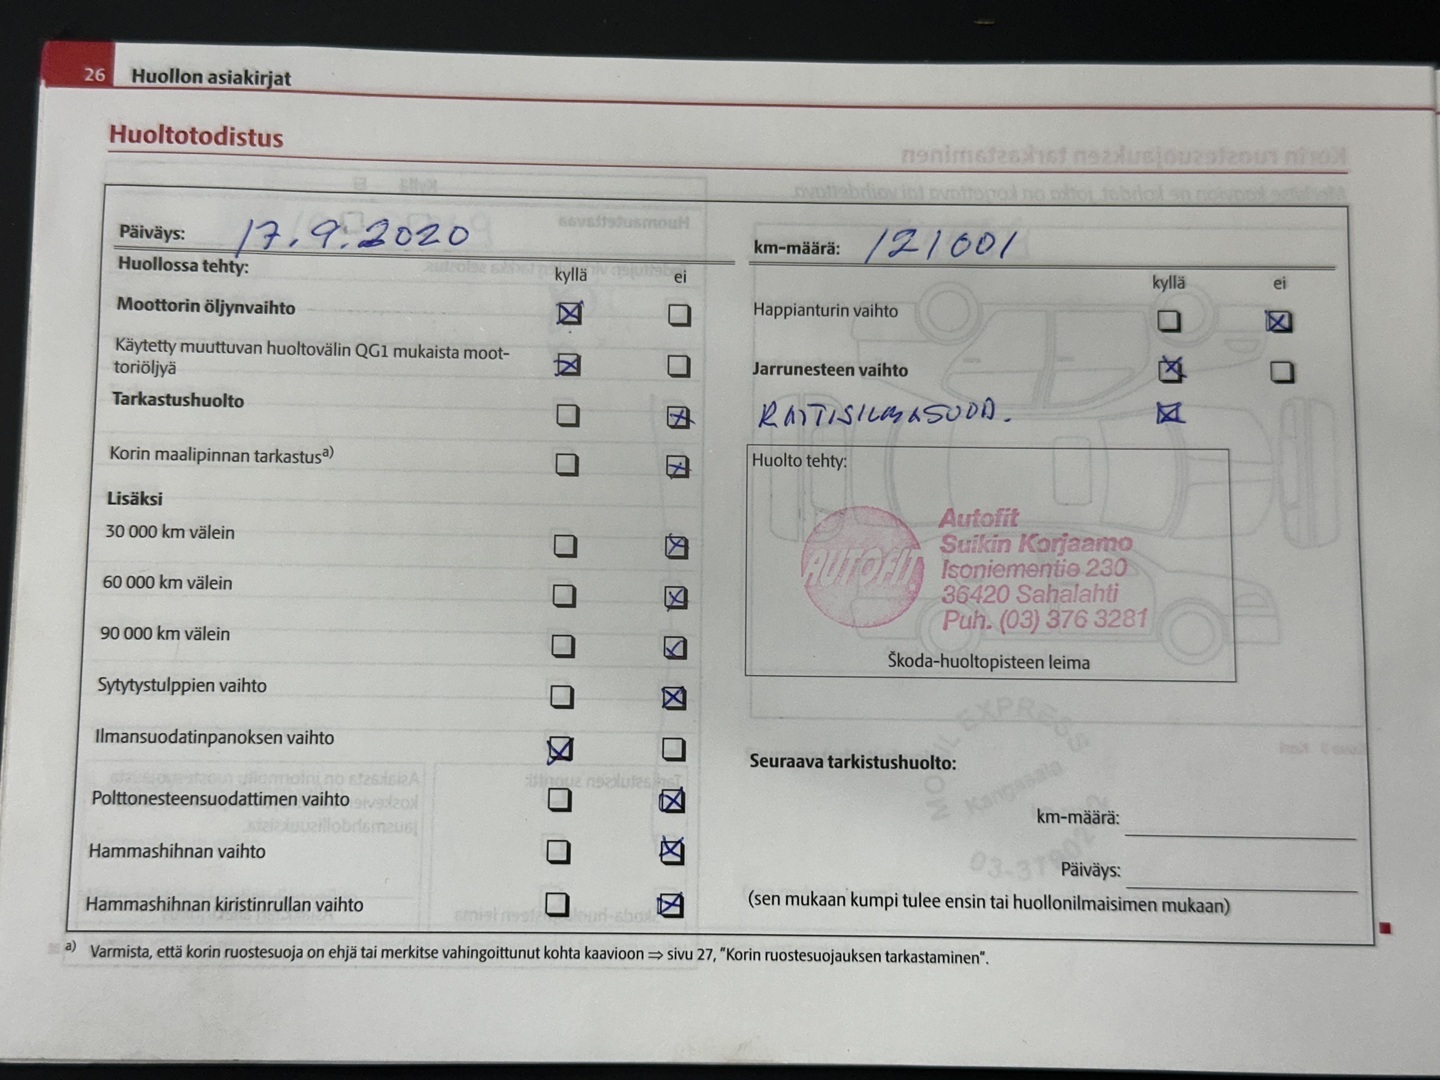 26 Huollon asiakirjat
Huoltotodistus
Päiväys: 17.9.2020
Huollossa tehty: kyllä ei
Moottorin öljynvaihto
Käytetty muuttuvan huoltovälin QG1 mukaista moot-
toriöljyä
Tarkastushuolto
Korin maalipinnan tarkastus a)
Lisäksi
30 000 km välein
60 000 km välein
90 000 km välein
Sytytystulppien vaihto
Ilmansuodatinpanoksen vaihto
Polttonesteensuodattimen vaihto
Hammashihnan vaihto
Hammashihnan kiristinrullan vaihto
km-määrä: 121001
kyllä ei
Happianturin vaihto
Jarrunesteen vaihto
RAITISILMASUOD.
Huolto tehty:
AUTOFIT
Autofit
Suikin Korjaamo
Isoniementie 230
36420 Sahalahti
Puh. (03) 376 3281
Škoda-huoltopisteen leima
Seuraava tarkistushuolto:
km-määrä:
Päiväys:
(sen mukaan kumpi tulee ensin tai huollonilmaisimen mukaan)
a) Varmista, että korin ruostesuoja on ehjä tai merkitse vahingoittunut kohta kaavioon ⇒ sivu 27, "Korin ruostesuojauksen tarkastaminen".